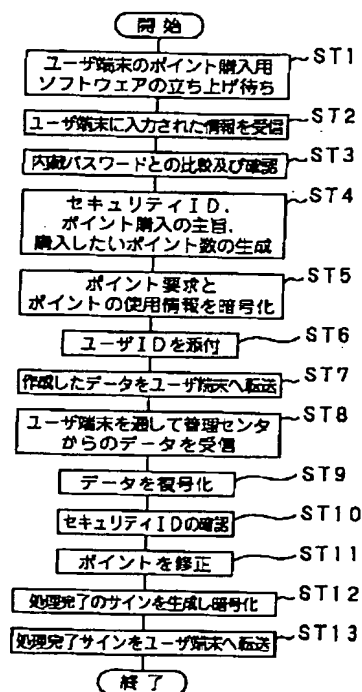 開始
ST1
ユーザ端末のポイント購入用
ソフトウェアの立ち上げ待ち
ST2
ユーザ端末に入力された情報を受信
ST3
内蔵パスワードとの比較及び確認
ST4
セキュリティID,
ポイント購入の主旨,
購入したいポイント数の生成
ST5
ポイント要求と
ポイントの使用情報を暗号化
ST6
ユーザIDを添付
ST7
作成したデータをユーザ端末へ転送
ST8
ユーザ端末を通して管理センタ
からのデータを受信
ST9
データを復号化
ST10
セキュリティIDの確認
ST11
ポイントを修正
ST12
処理完了のサインを生成し暗号化
ST13
処理完了サインをユーザ端末へ転送
終了